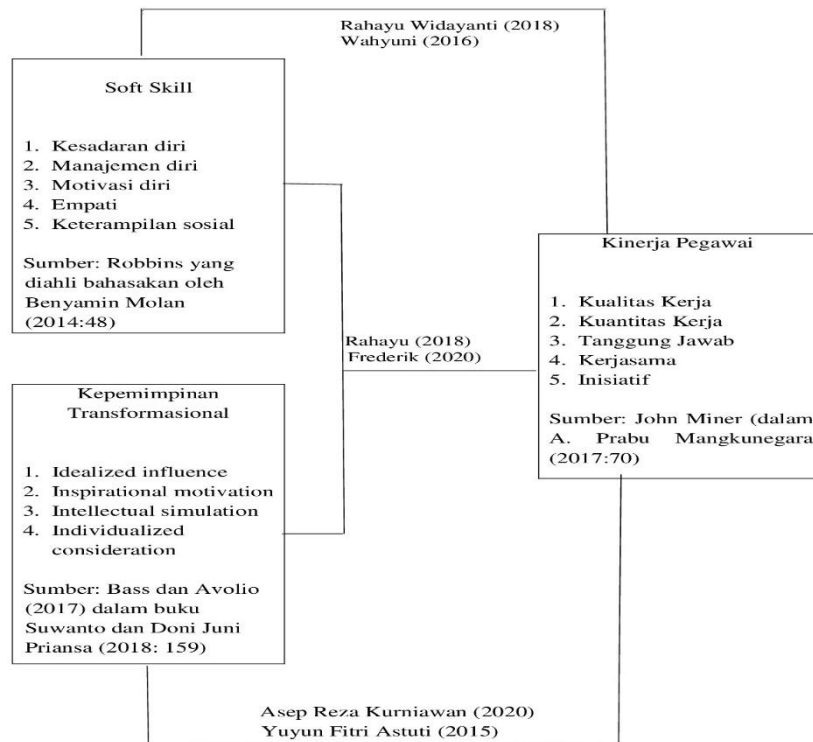 Rahayu Widayanti (2018)
Wahyuni (2016)
Soft Skill
1. Kesadaran diri
2. Manajemen diri
3. Motivasi diri
4. Empati
5. Keterampilan sosial
Sumber: Robbins yang
diahli bahasakan oleh
Benyamin Molan
(2014:48)
Rahayu (2018)
Frederik (2020)
Kinerja Pegawai
1. Kualitas Kerja
2. Kuantitas Kerja
3. Tanggung Jawab
4. Kerjasama
5. Inisiatif
Sumber: John Miner (dalam
A. Prabu Mangkunegara
(2017:70)
Kepemimpinan
Transformasional
1. Idealized influence
2. Inspirational motivation
3. Intellectual simulation
4. Individualized
consideration
Sumber: Bass dan Avolio
(2017) dalam buku
Suwanto dan Doni Juni
Priansa (2018: 159)
Asep Reza Kurniawan (2020)
Yuyun Fitri Astuti (2015)